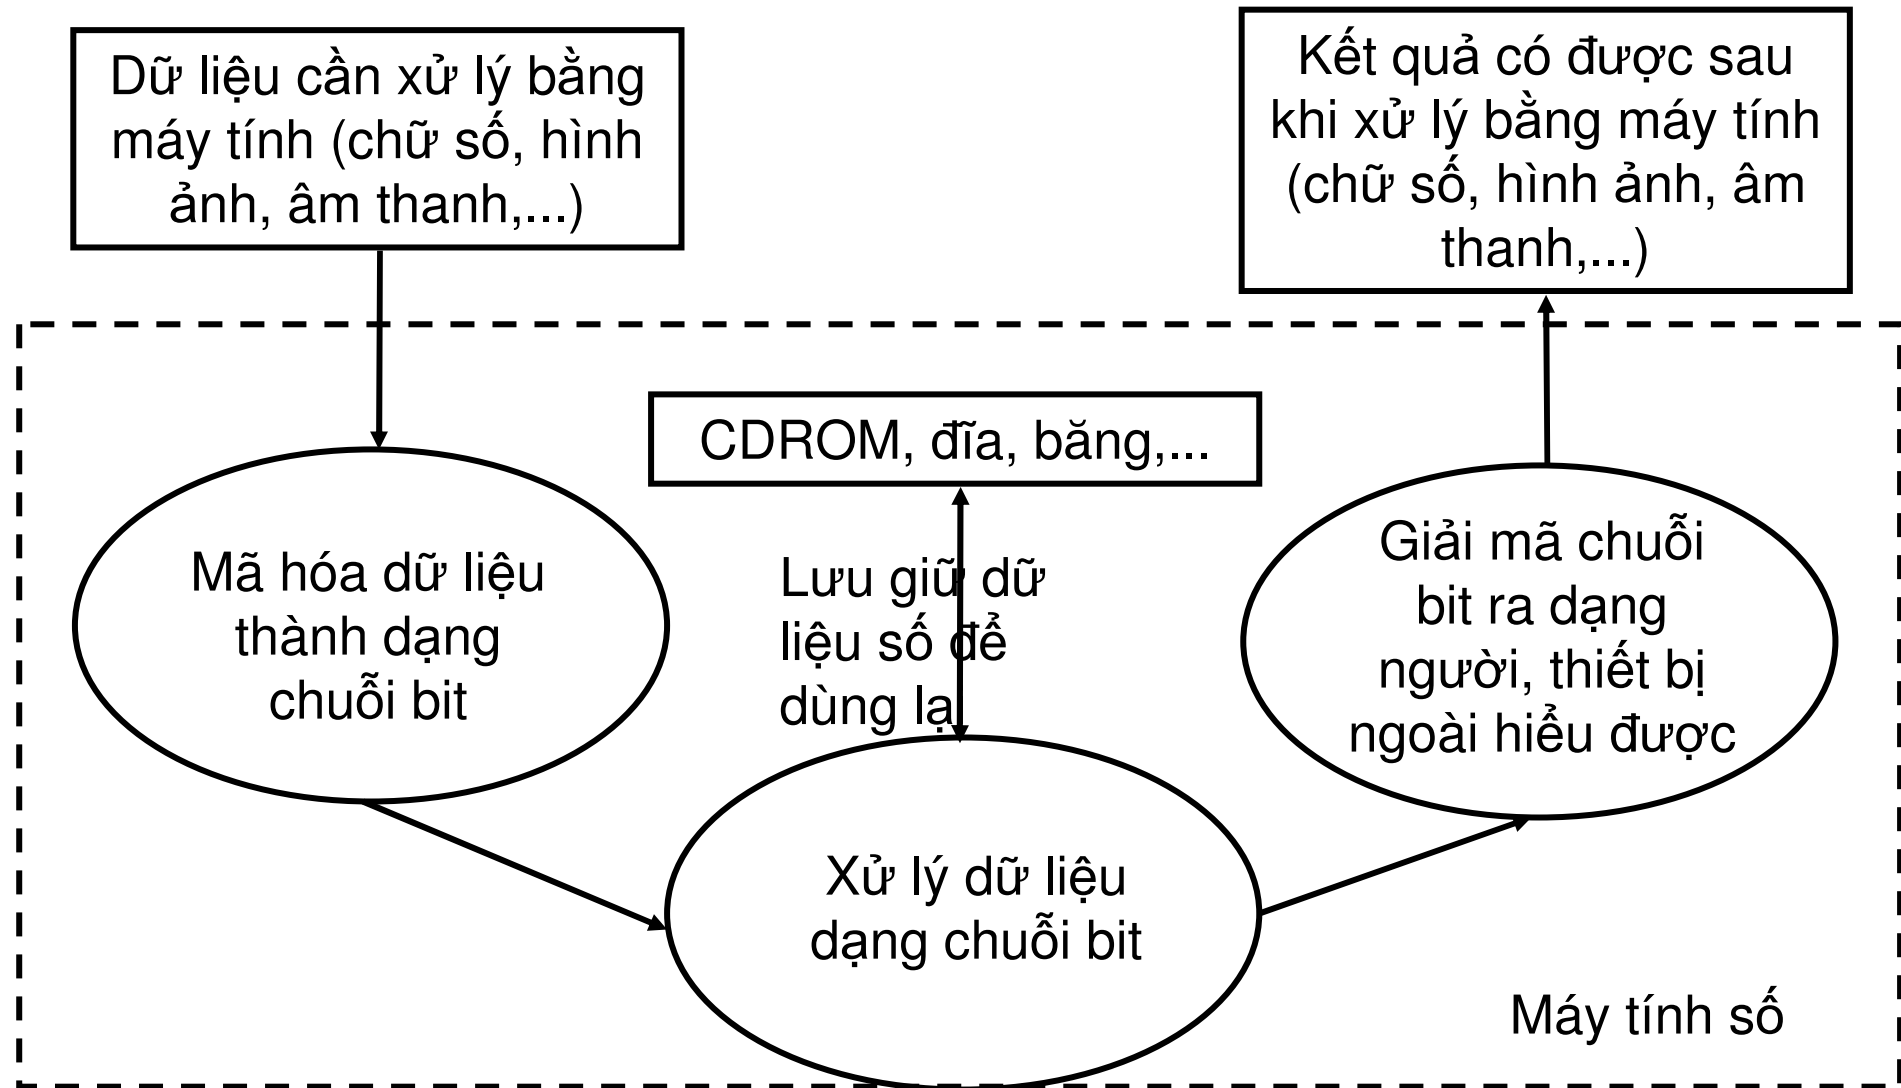 Dữ liệu cần xử lý bằng
máy tính (chữ số, hình
ảnh, âm thanh,...)
Kết quả có được sau
khi xử lý bằng máy tính
(chữ số, hình ảnh, âm
thanh,...)
CDROM, đĩa, băng,...
Mã hóa dữ liệu
thành dạng
chuỗi bit
Lưu giữ dữ
liệu số để
dùng lại
Giải mã chuỗi
bit ra dạng
người, thiết bị
ngoài hiểu được
Xử lý dữ liệu
dạng chuỗi bit
Máy tính số